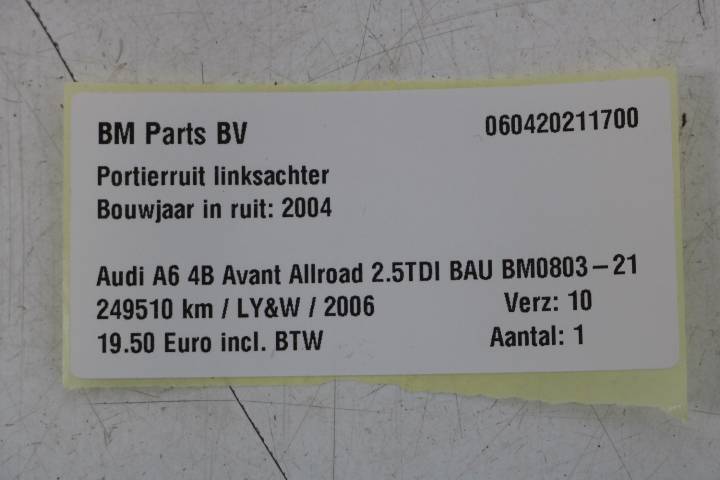 BM Parts BV 060420211700
Portierruit linksachter
Bouwjaar in ruit: 2004
Audi A6 4B Avant Allroad 2.5TDI BAU BM0803-21
249510 km / LY&W / 2006 Verz: 10
19.50 Euro incl. BTW Aantal: 1